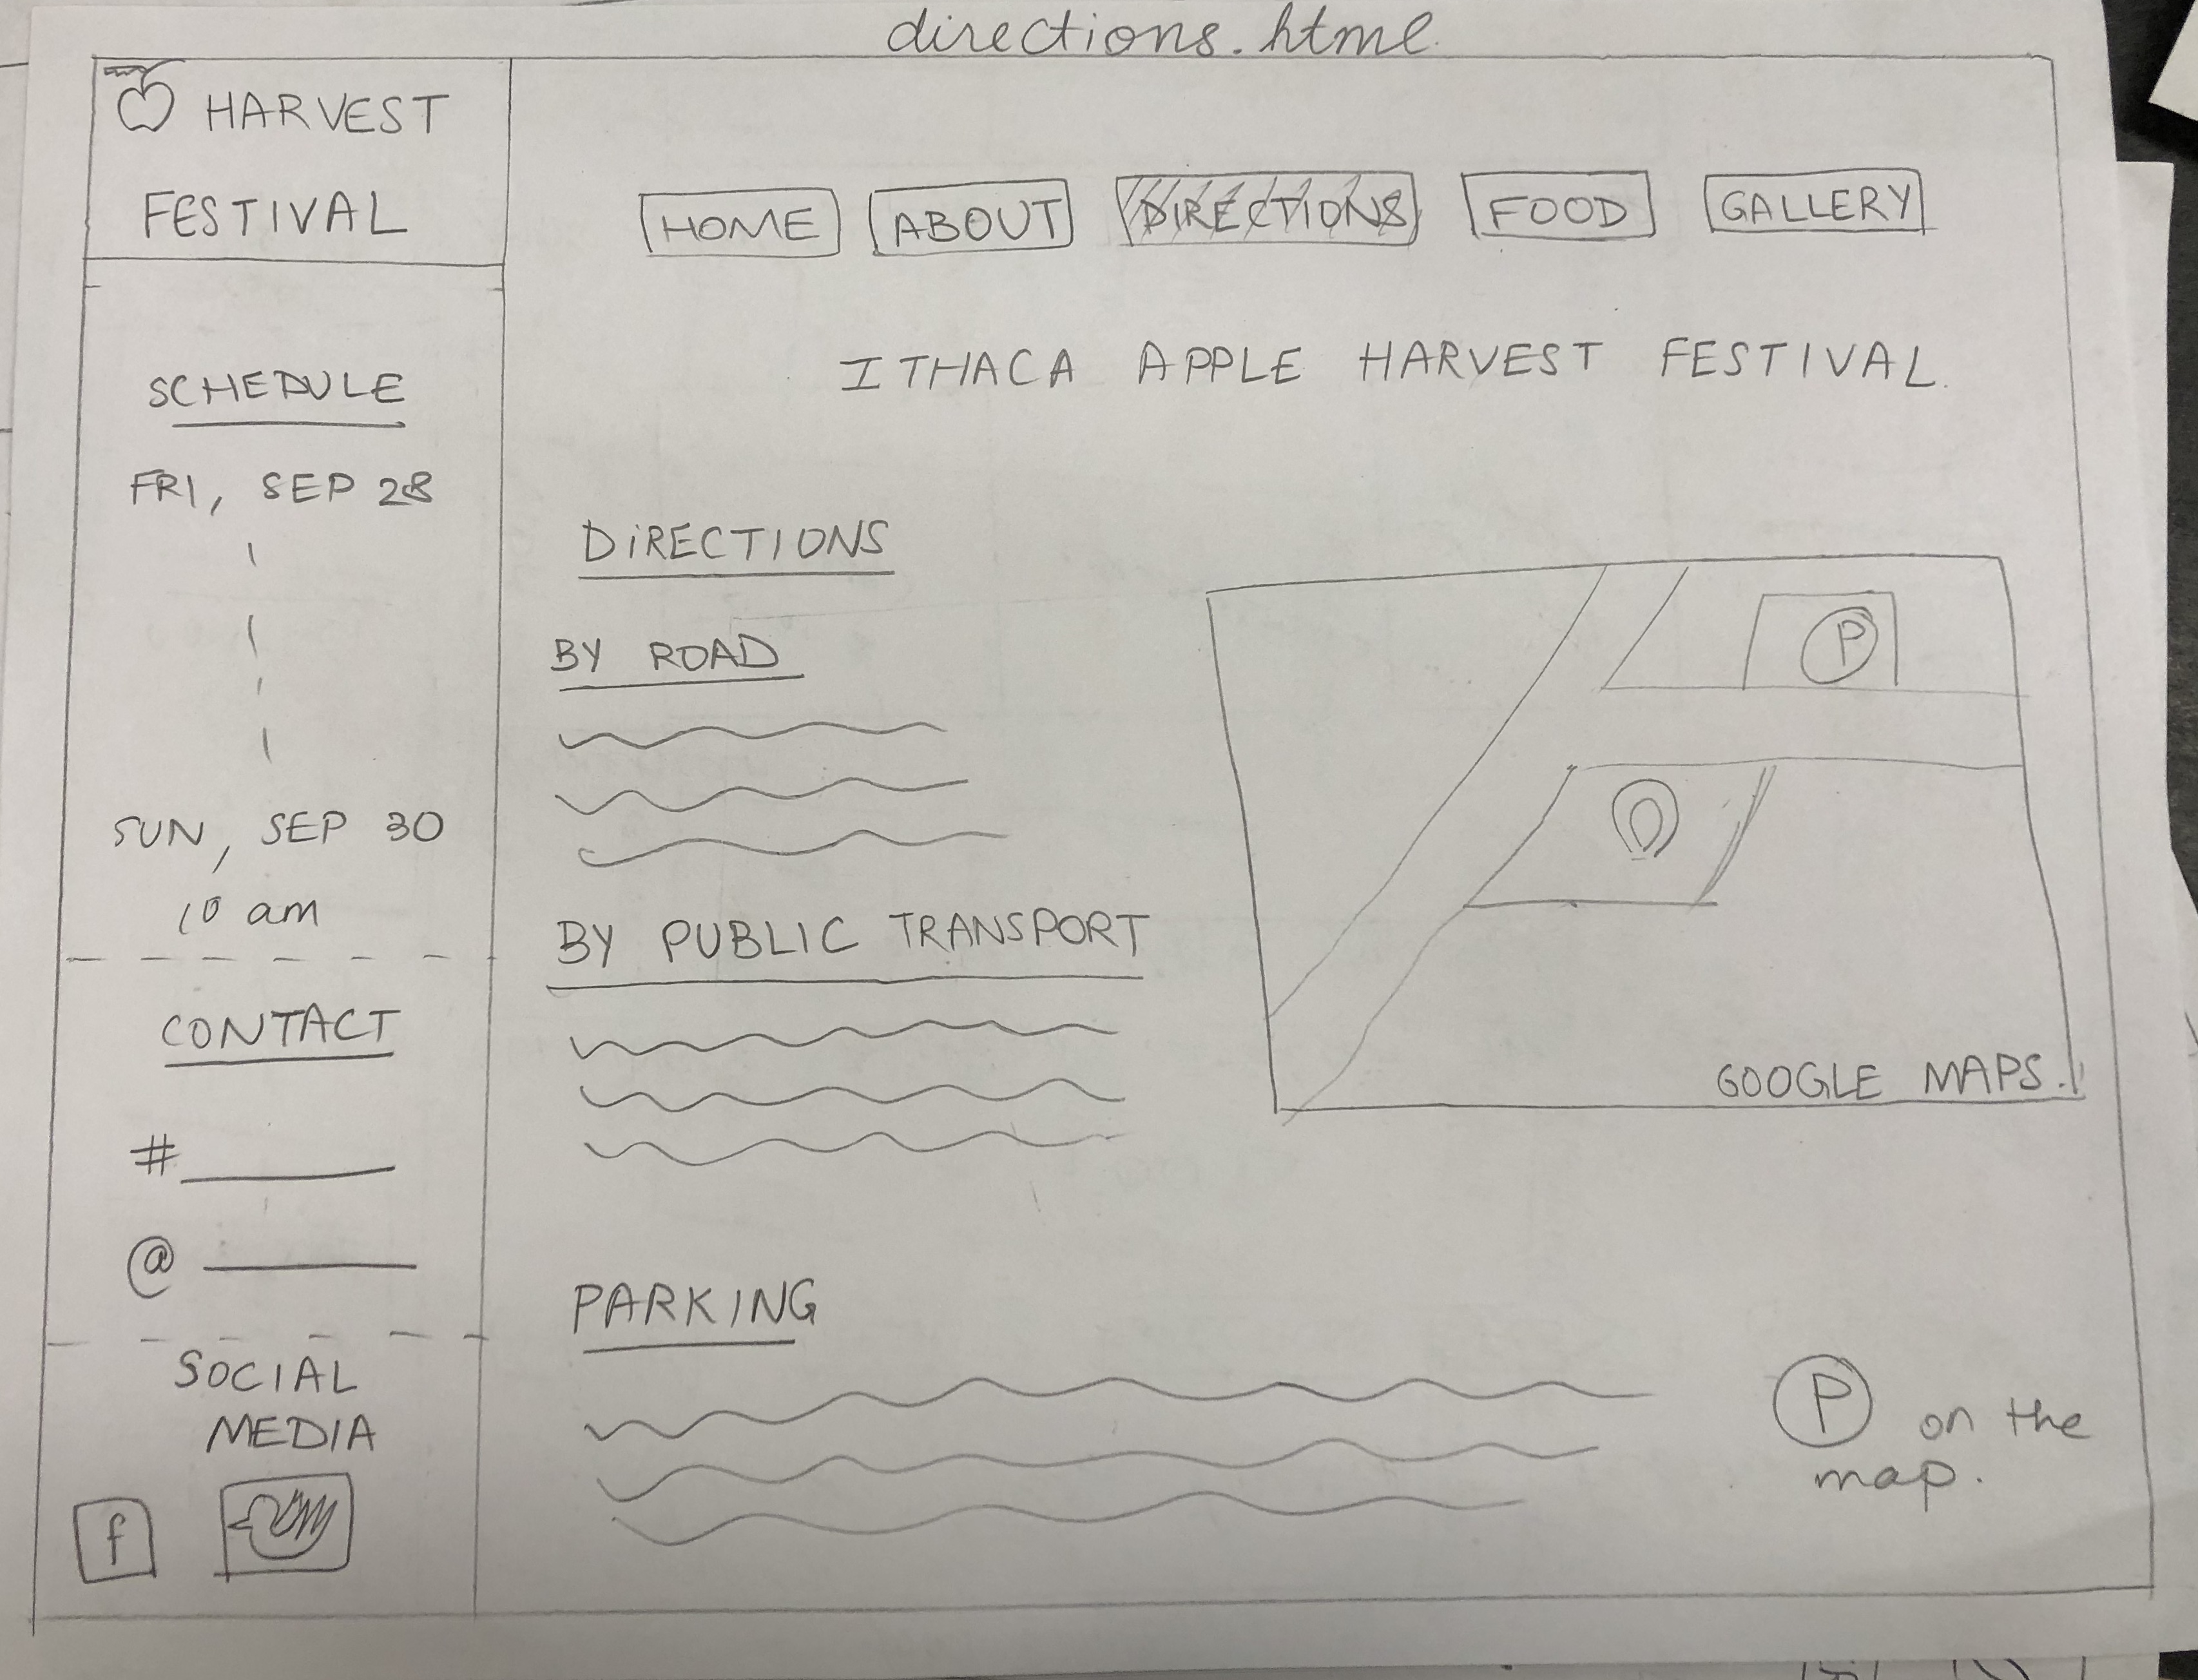 directions.html
HARVEST
FESTIVAL
HOME ABOUT DIRECTIONS FOOD GALLERY
ITHACA APPLE HARVEST FESTIVAL.
SCHEDULE
FRI, SEP 28
SUN, SEP 30
10 am
CONTACT
#
@
SOCIAL
MEDIA
f
DIRECTIONS
BY ROAD
BY PUBLIC TRANSPORT
P
GOOGLE MAPS.
PARKING
P on the
map.